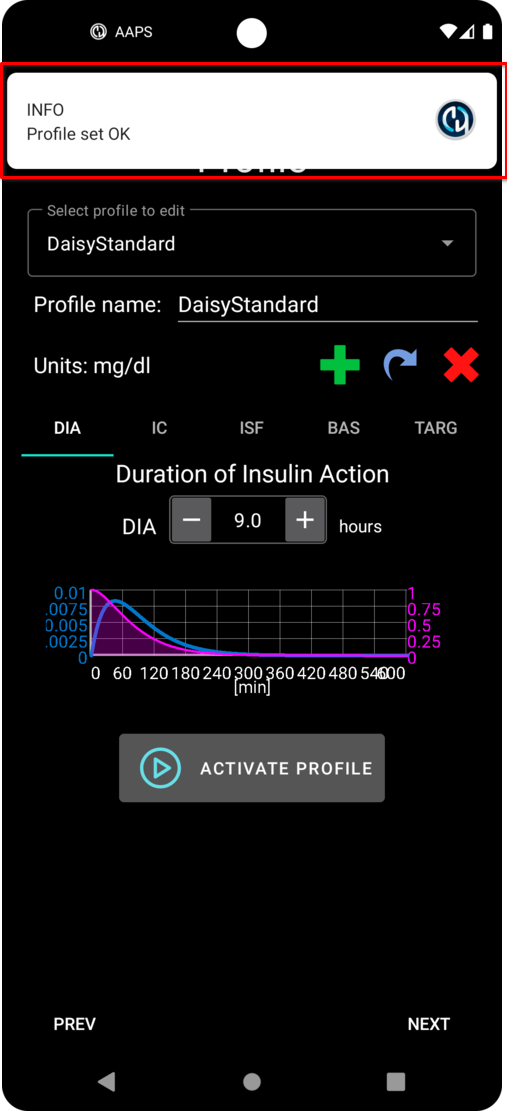 AAPS
INFO
Profile set OK
Select profile to edit
DaisyStandard
Profile name: DaisyStandard
Units: mg/dl
DIA IC ISF BAS TARG
Duration of Insulin Action
DIA − 9.0 + hours
0.01 1
.0075 0.75
0.005 0.5
.0025 0.25
0 0
0 60 120 180 240 300 360 420 480 540 600
[min]
ACTIVATE PROFILE
PREV NEXT